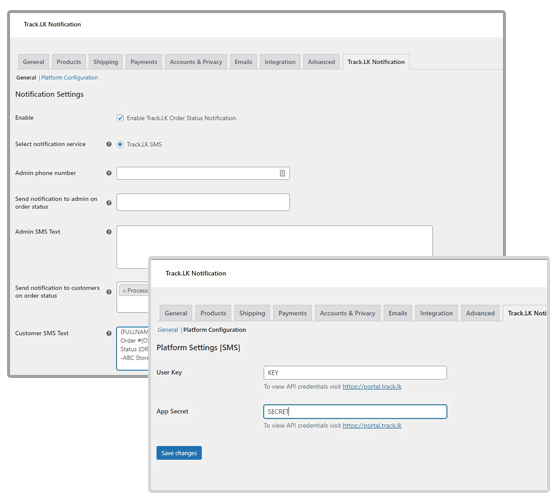 Track.LK Notification
General Products Shipping Payments Accounts & Privacy Emails Integration Advanced Track.LK Notification
General | Platform Configuration
Notification Settings
Enable Enable Track.LK Order Status Notification.
Select notification service Track.LK SMS
Admin phone number
Send notification to admin on
order status
Admin SMS Text
Send notification to customers
on order status
× Process
Customer SMS Text
{FULLNAM
Order #{O
Status {OR
-ABC Store
Track.LK Notification
General Products Shipping Payments Accounts & Privacy Emails Integration Advanced Track.LK Noti
General | Platform Configuration
Platform Settings [SMS]
User Key KEY
To view API credentials visit https://portal.track.lk
App Secret SECRET
To view API credentials visit https://portal.track.lk
Save changes